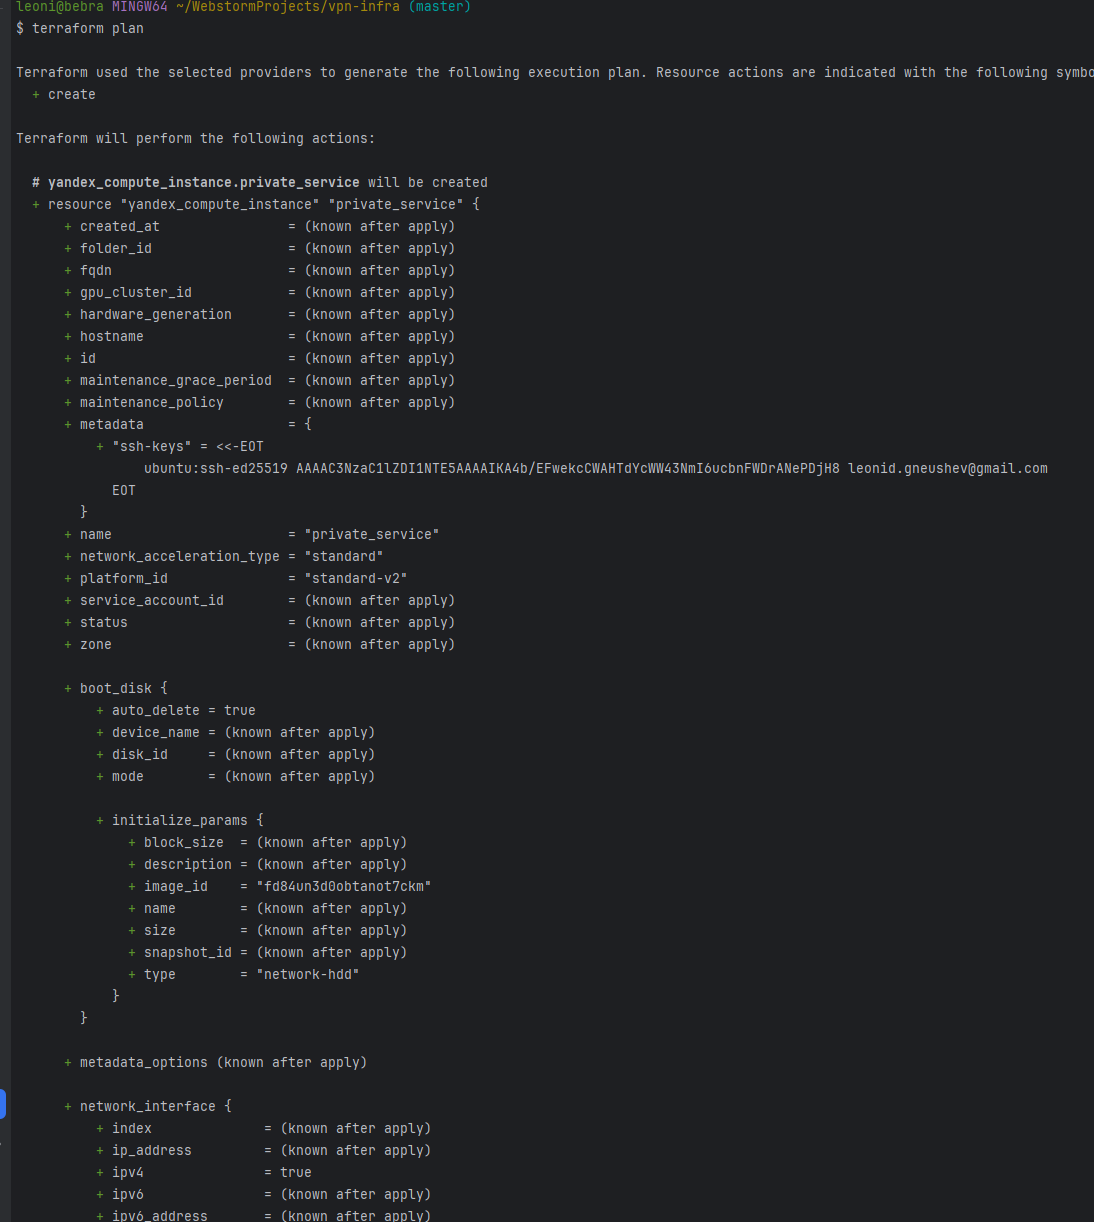 leoni@bebra MINGW64 ~/WebstormProjects/vpn-infra (master)
$ terraform plan
Terraform used the selected providers to generate the following execution plan. Resource actions are indicated with the following symbo
+ create
Terraform will perform the following actions:
# yandex_compute_instance.private_service will be created
+ resource "yandex_compute_instance" "private_service" {
+ created_at = (known after apply)
+ folder_id = (known after apply)
+ fqdn = (known after apply)
+ gpu_cluster_id = (known after apply)
+ hardware_generation = (known after apply)
+ hostname = (known after apply)
+ id = (known after apply)
+ maintenance_grace_period = (known after apply)
+ maintenance_policy = (known after apply)
+ metadata = {
+ "ssh-keys" = <<-EOT
ubuntu:ssh-ed25519 AAAAC3NzaC1lZDI1NTE5AAAAIKA4b/EFwekcCWAHTdYcWW43NmI6ucbnFWDrANePDjH8 leonid.gneushev@gmail.com
EOT
}
+ name = "private_service"
+ network_acceleration_type = "standard"
+ platform_id = "standard-v2"
+ service_account_id = (known after apply)
+ status = (known after apply)
+ zone = (known after apply)
+ boot_disk {
+ auto_delete = true
+ device_name = (known after apply)
+ disk_id = (known after apply)
+ mode = (known after apply)
+ initialize_params {
+ block_size = (known after apply)
+ description = (known after apply)
+ image_id = "fd84un3d0obtanot7ckm"
+ name = (known after apply)
+ size = (known after apply)
+ snapshot_id = (known after apply)
+ type = "network-hdd"
}
}
+ metadata_options (known after apply)
+ network_interface {
+ index = (known after apply)
+ ip_address = (known after apply)
+ ipv4 = true
+ ipv6 = (known after apply)
+ ipv6_address = (known after apply)